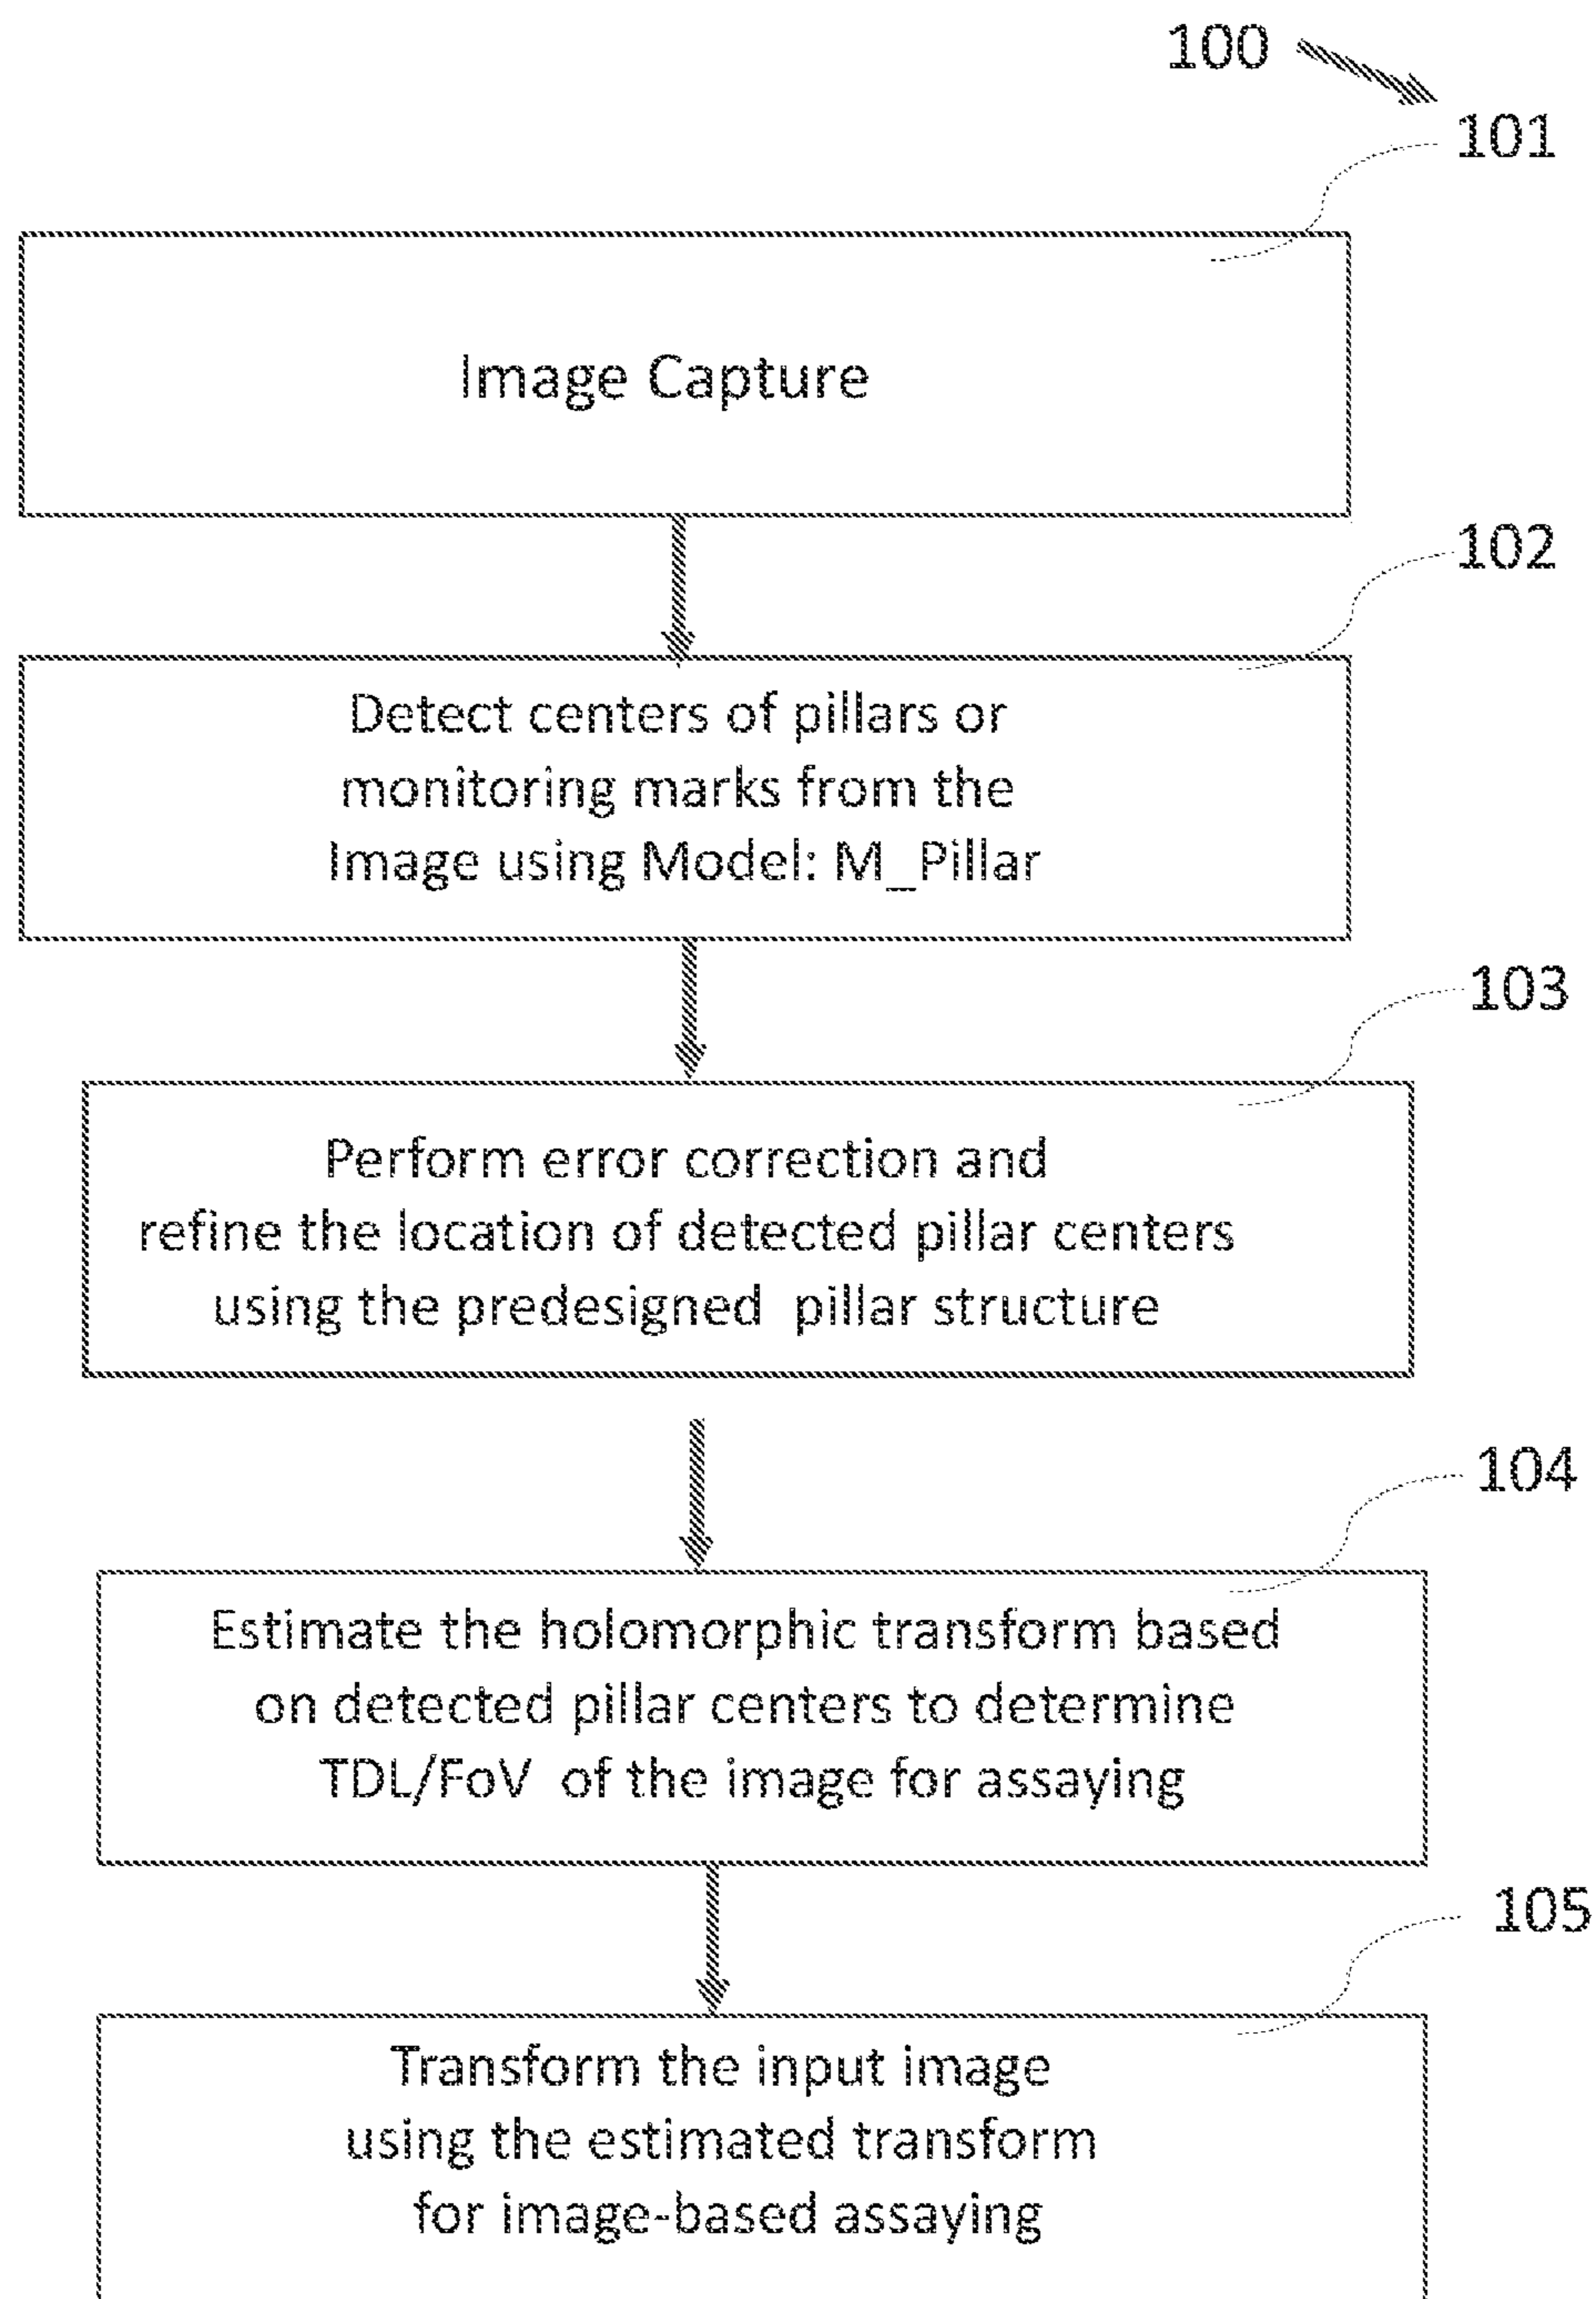 100
101
Image Capture
102
Detect centers of pillars or
monitoring marks from the
Image using Model: M_Pillar
103
Perform error correction and
refine the location of detected pillar centers
using the predesigned pillar structure
104
Estimate the holomorphic transform based
on detected pillar centers to determine
TDL/FoV of the image for assaying
105
Transform the input image
using the estimated transform
for image-based assaying